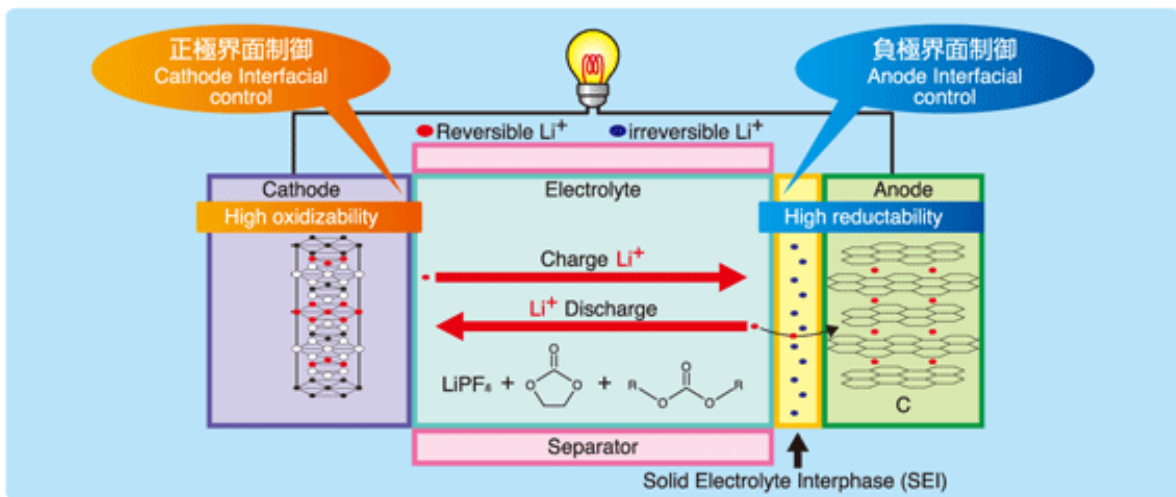 正極界面制御
Cathode Interfacial
control
負極界面制御
Anode Interfacial
control
Reversible Li⁺
irreversible Li⁺
Cathode
Electrolyte
Anode
High oxidizability
High reductability
Charge Li⁺
Li⁺ Discharge
LiPF₆ + O O O + R O O O R
C
Separator
Solid Electrolyte Interphase (SEI)